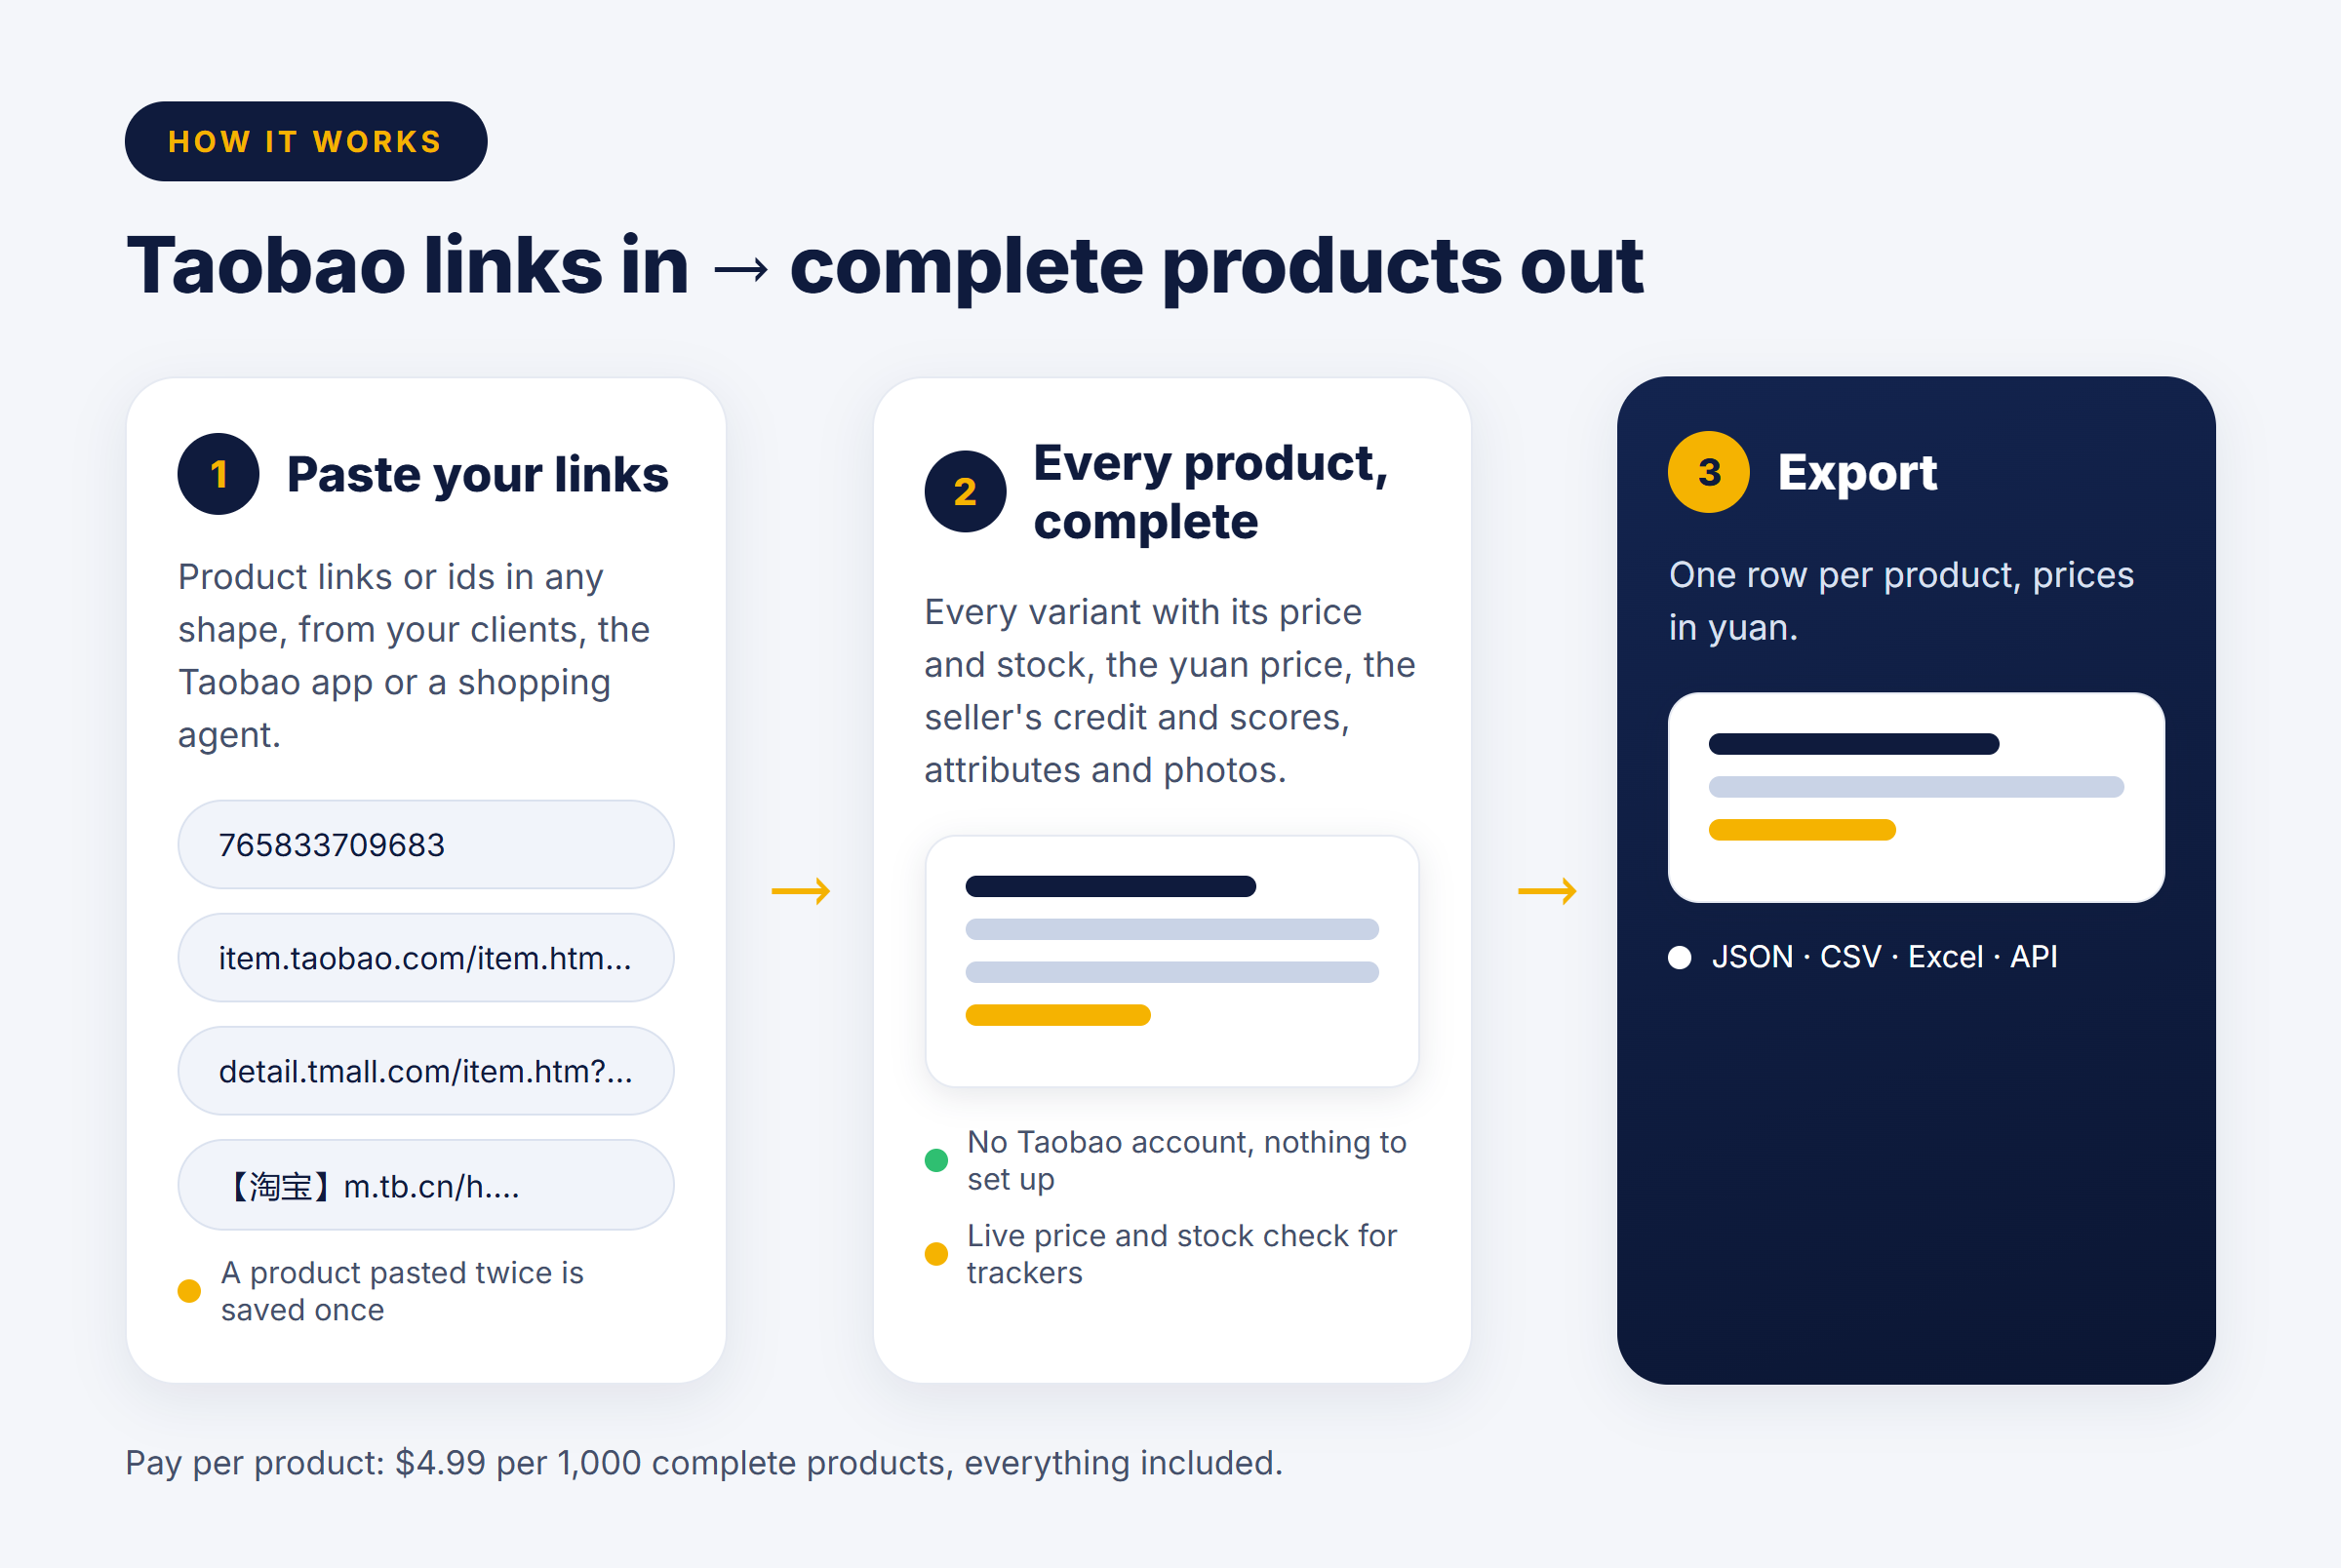 HOW IT WORKS
Taobao links in → complete products out
1
Paste your links
Product links or ids in any
shape, from your clients, the
Taobao app or a shopping
agent.
765833709683
item.taobao.com/item.htm...
detail.tmall.com/item.htm?...
【淘宝】m.tb.cn/h....
A product pasted twice is
saved once
→
2
Every product,
complete
Every variant with its price
and stock, the yuan price, the
seller's credit and scores,
attributes and photos.
No Taobao account, nothing to
set up
Live price and stock check for
trackers
→
3
Export
One row per product, prices
in yuan.
JSON · CSV · Excel · API
Pay per product: $4.99 per 1,000 complete products, everything included.